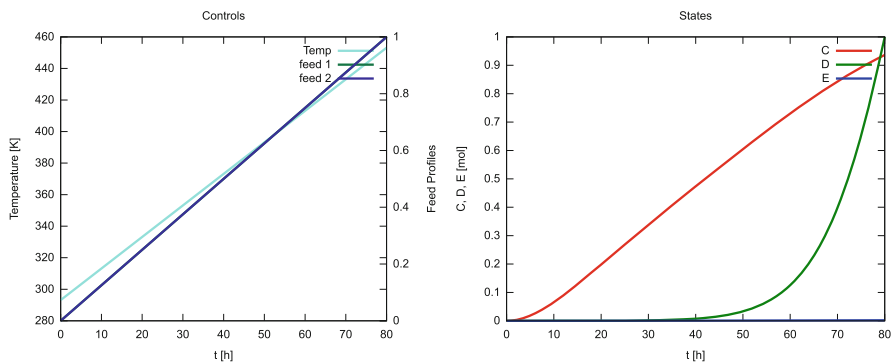 Controls
460
440
420
400
380
360
340
320
300
280
Temperature [K]
Temp
feed 1
feed 2
1
0.8
0.6
0.4
0.2
0
Feed Profiles
0 10 20 30 40 50 60 70 80
t [h]
States
1
0.9
0.8
0.7
0.6
0.5
0.4
0.3
0.2
0.1
0
C, D, E [mol]
C
D
E
0 10 20 30 40 50 60 70 80
t [h]